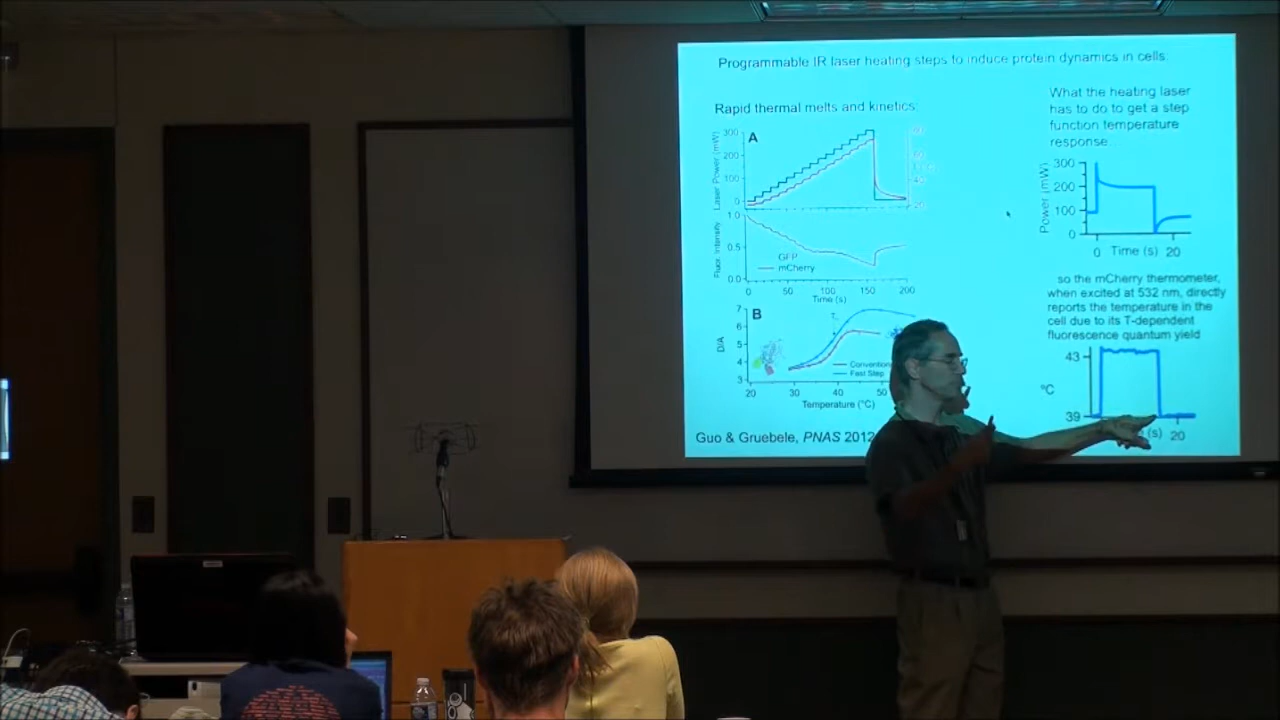 Programmable IR laser heating steps to induce protein dynamics in cells:
Rapid thermal melts and kinetics:
A
Laser Power (mW)
300
200
100
0
60
40
20
Fluor. Intensity
1.0
0.5
0.0
GFP
mCherry
0 50 100 150 200
Time (s)
B
D/A
7
6
5
4
3
Conventional
Fast Step
20 30 40 50
Temperature (°C)
Guo & Gruebele, PNAS 2012
What the heating laser
has to do to get a step
function temperature
response
Power (mW)
300
200
100
0
0 Time (s) 20
so the mCherry thermometer,
when excited at 532 nm, directly
reports the temperature in the
cell due to its T-dependent
fluorescence quantum yield
43
°C
39
(s) 20